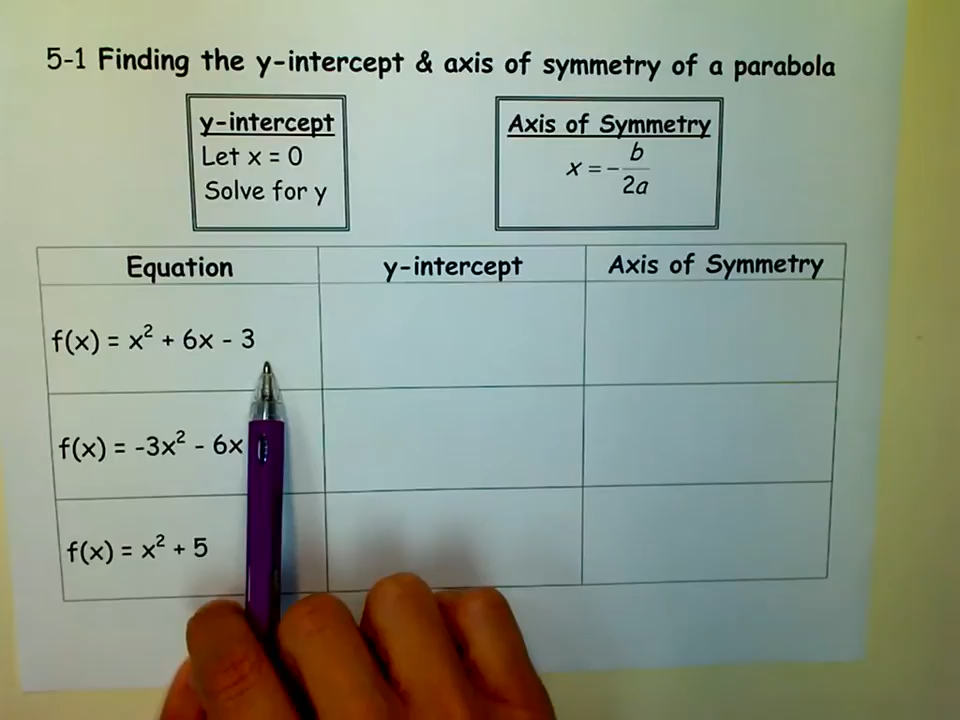 5-1 Finding the y-intercept & axis of symmetry of a parabola
y-intercept
Let x = 0
Solve for y
Axis of Symmetry
x = - b/2a
Equation y-intercept Axis of Symmetry
f(x) = x² + 6x - 3
f(x) = -3x² - 6x
f(x) = x² + 5